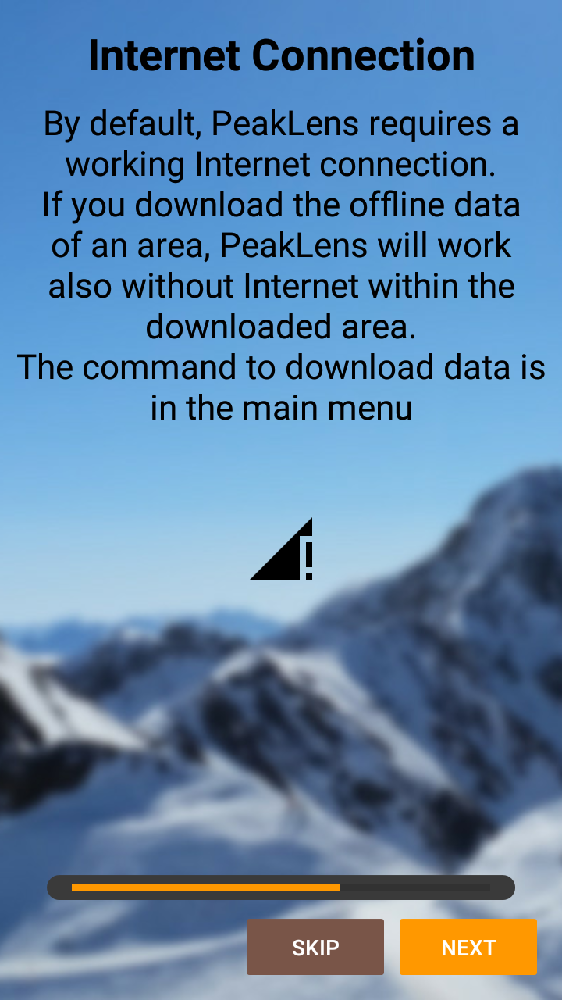 Internet Connection
By default, PeakLens requires a
working Internet connection.
If you download the offline data
of an area, PeakLens will work
also without Internet within the
downloaded area.
The command to download data is
in the main menu
SKIP
NEXT